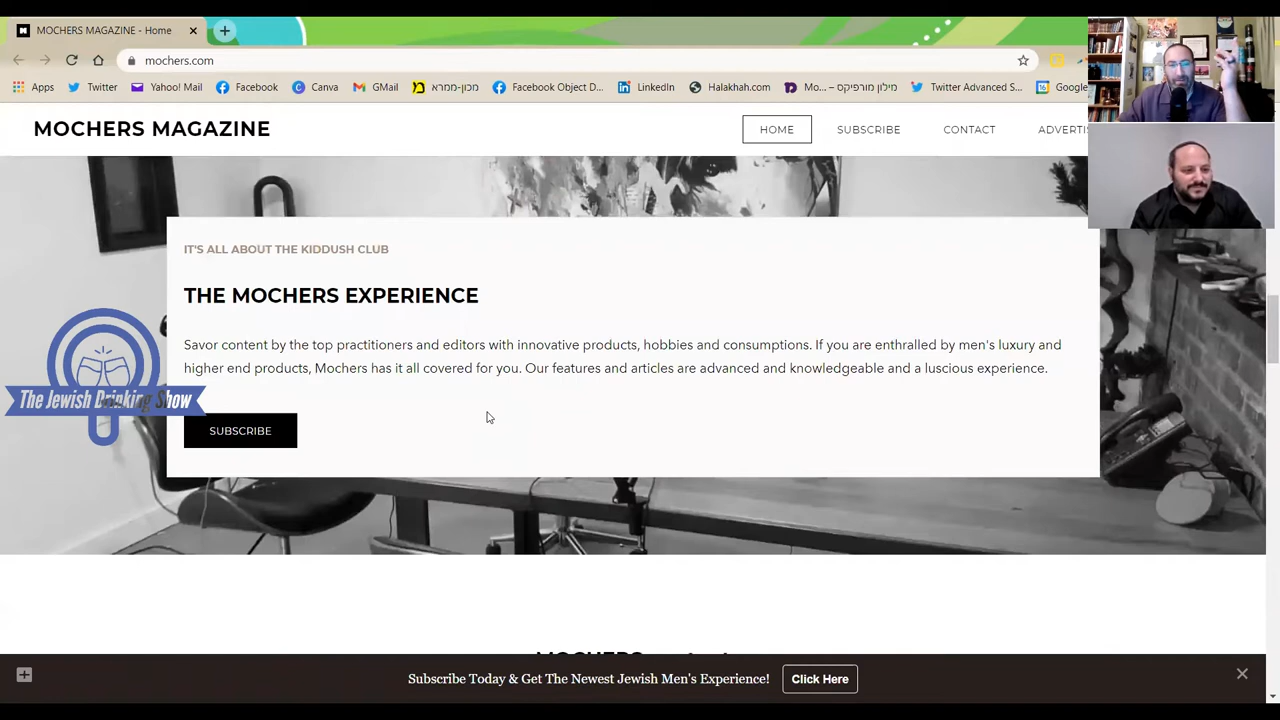 MOCHERS MAGAZINE - Home
mochers.com
Apps Twitter Yahoo! Mail Facebook Canva GMail מכון-ממרא Facebook Object D... LinkedIn Halakhah.com Mo... – מילון מורפיקס Twitter Advanced S... Google
MOCHERS MAGAZINE
HOME SUBSCRIBE CONTACT ADVERTIS
IT'S ALL ABOUT THE KIDDUSH CLUB
THE MOCHERS EXPERIENCE
Savor content by the top practitioners and editors with innovative products, hobbies and consumptions. If you are enthralled by men's luxury and
higher end products, Mochers has it all covered for you. Our features and articles are advanced and knowledgeable and a luscious experience.
The Jewish Drinking Show
SUBSCRIBE
Subscribe Today & Get The Newest Jewish Men's Experience! Click Here